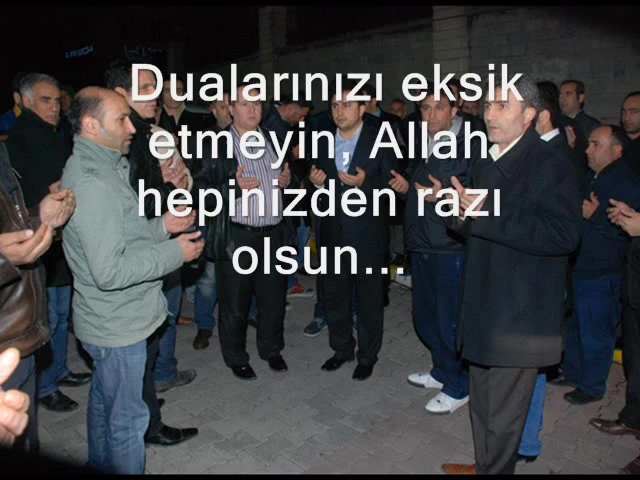 Dualarınızı eksik
etmeyin, Allah
hepinizden razı
olsun...